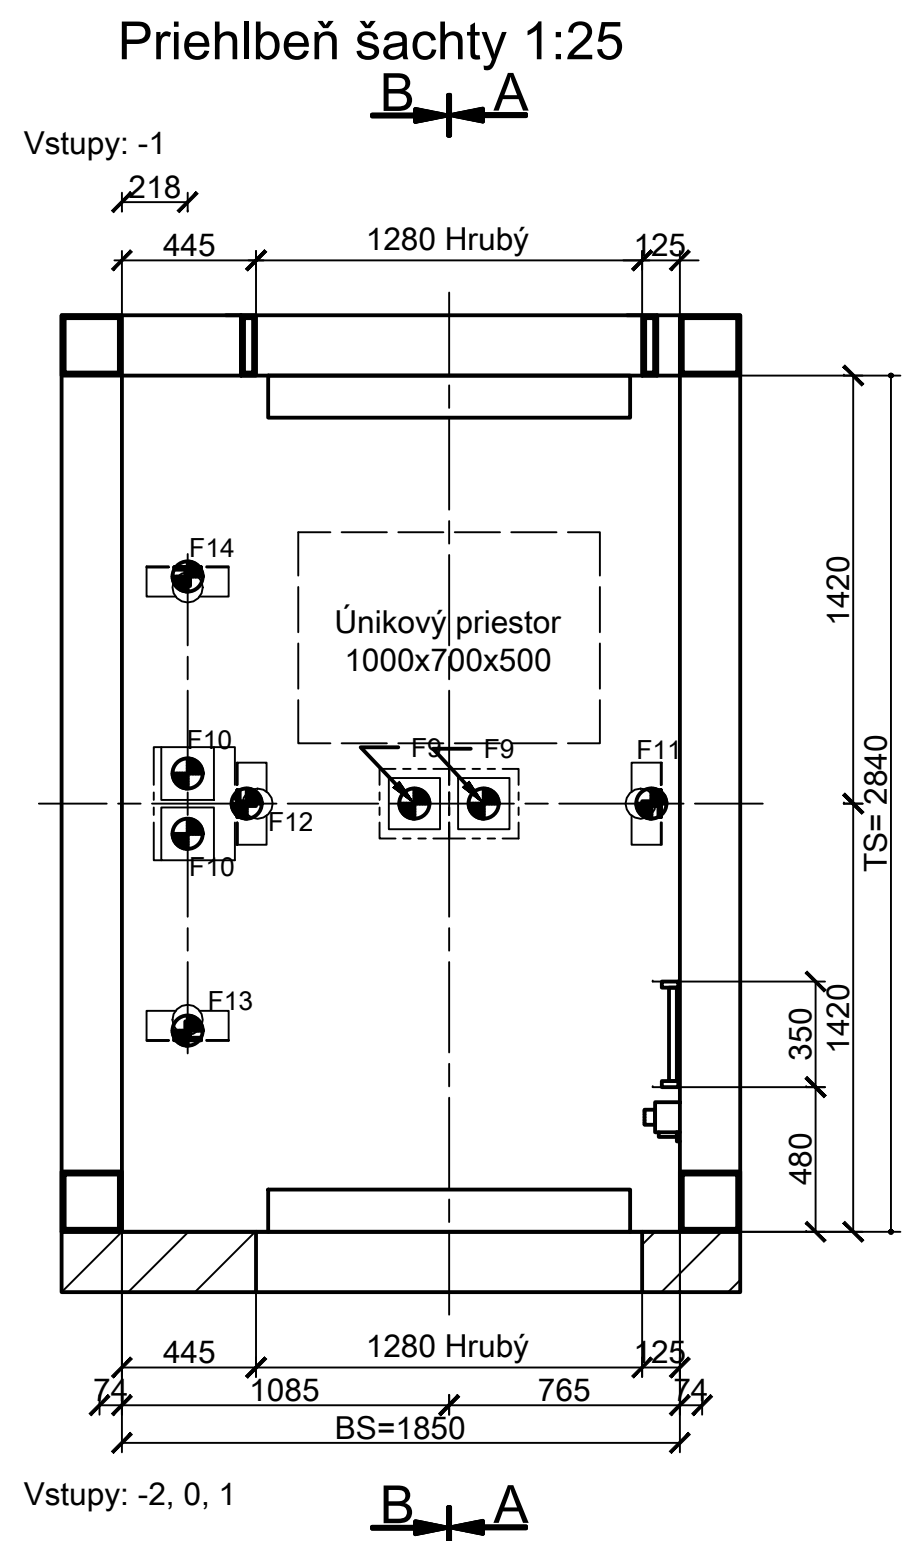 Priehlbeň šachty 1:25
B A
Vstupy: -1
218
445 1280 Hrubý 125
F14
1420
Únikový priestor
1000x700x500
F10 F9 F9 F11
TS= 2840
F12
F10
F13
350
1420
480
445 1280 Hrubý 125
74 1085 765 74
BS=1850
Vstupy: -2, 0, 1
B A